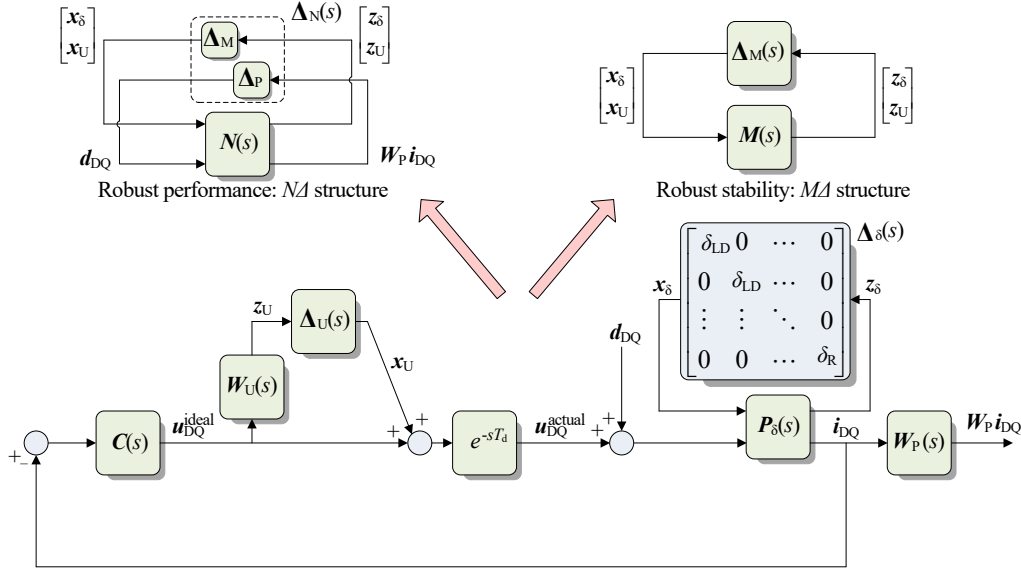 x_δ
x_U
Δ_N(s)
z_δ
z_U
Δ_M
Δ_P
N(s)
d_DQ
W_P i_DQ
Robust performance: NΔ structure
x_δ
x_U
Δ_M(s)
z_δ
z_U
M(s)
Robust stability: MΔ structure
δ_LD 0 ⋯ 0
0 δ_LD ⋯ 0
⋮ ⋮ ⋱ 0
0 0 ⋯ δ_R
Δ_δ(s)
x_δ
z_δ
z_U
Δ_U(s)
x_U
W_U(s)
d_DQ
C(s)
u_DQ^ideal
+
+
e^{-sT_d}
u_DQ^actual
+
+
P_δ(s)
i_DQ
W_P(s)
W_P i_DQ
+
−